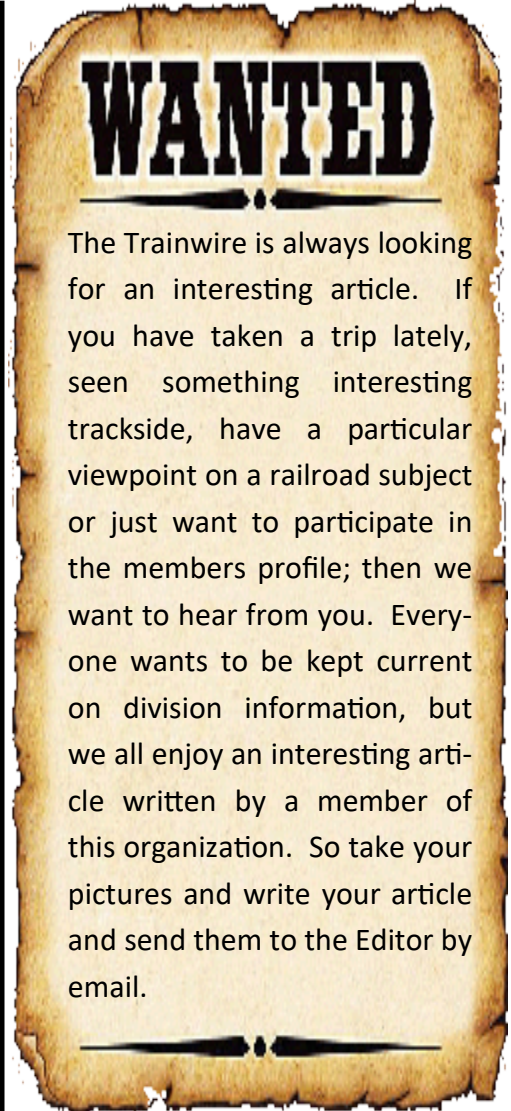 WANTED
The Trainwire is always looking
for an interesting article. If
you have taken a trip lately,
seen something interesting
trackside, have a particular
viewpoint on a railroad subject
or just want to participate in
the members profile; then we
want to hear from you. Every-
one wants to be kept current
on division information, but
we all enjoy an interesting arti-
cle written by a member of
this organization. So take your
pictures and write your article
and send them to the Editor by
email.